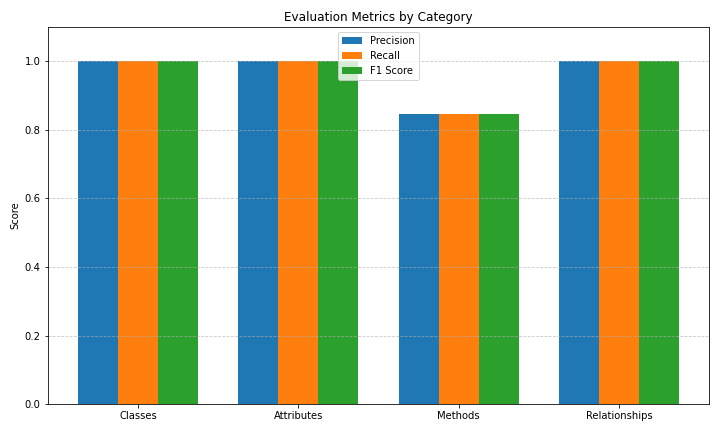 Evaluation Metrics by Category
Precision
Recall
F1 Score
Score
1.0
0.8
0.6
0.4
0.2
0.0
Classes
Attributes
Methods
Relationships